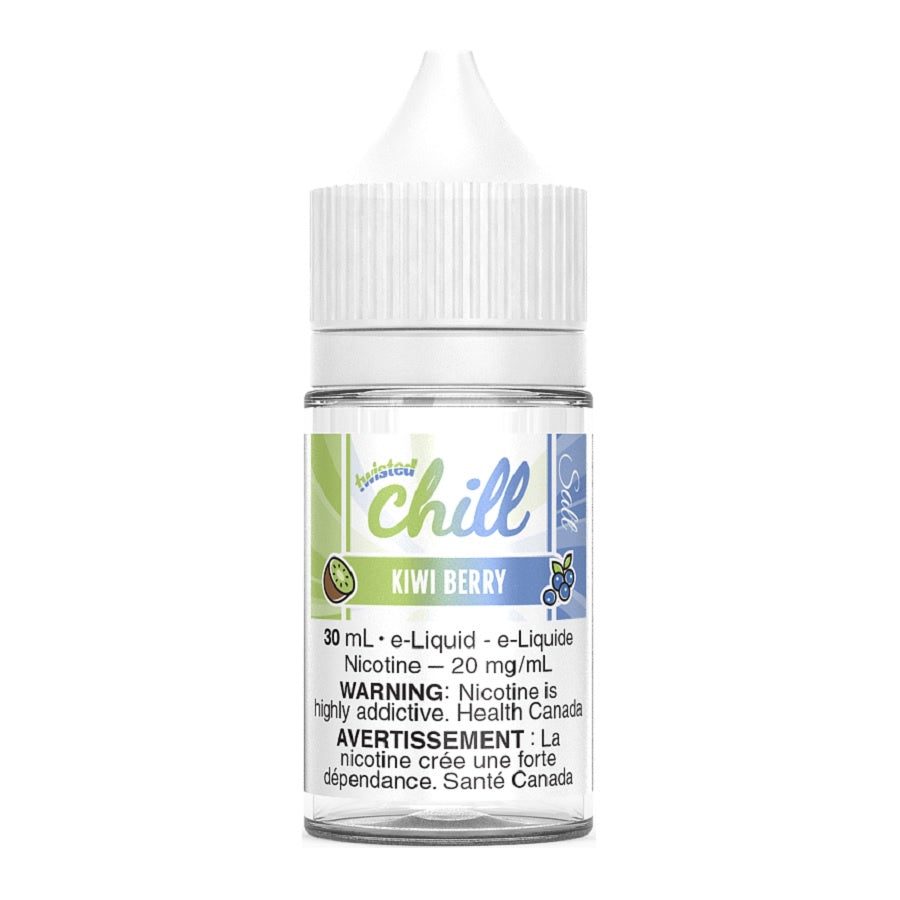 twisted
chill
Salt
KIWI BERRY
30 mL • e-Liquid - e-Liquide
Nicotine — 20 mg/mL
WARNING: Nicotine is
highly addictive. Health Canada
AVERTISSEMENT : La
nicotine crée une forte
dépendance. Santé Canada